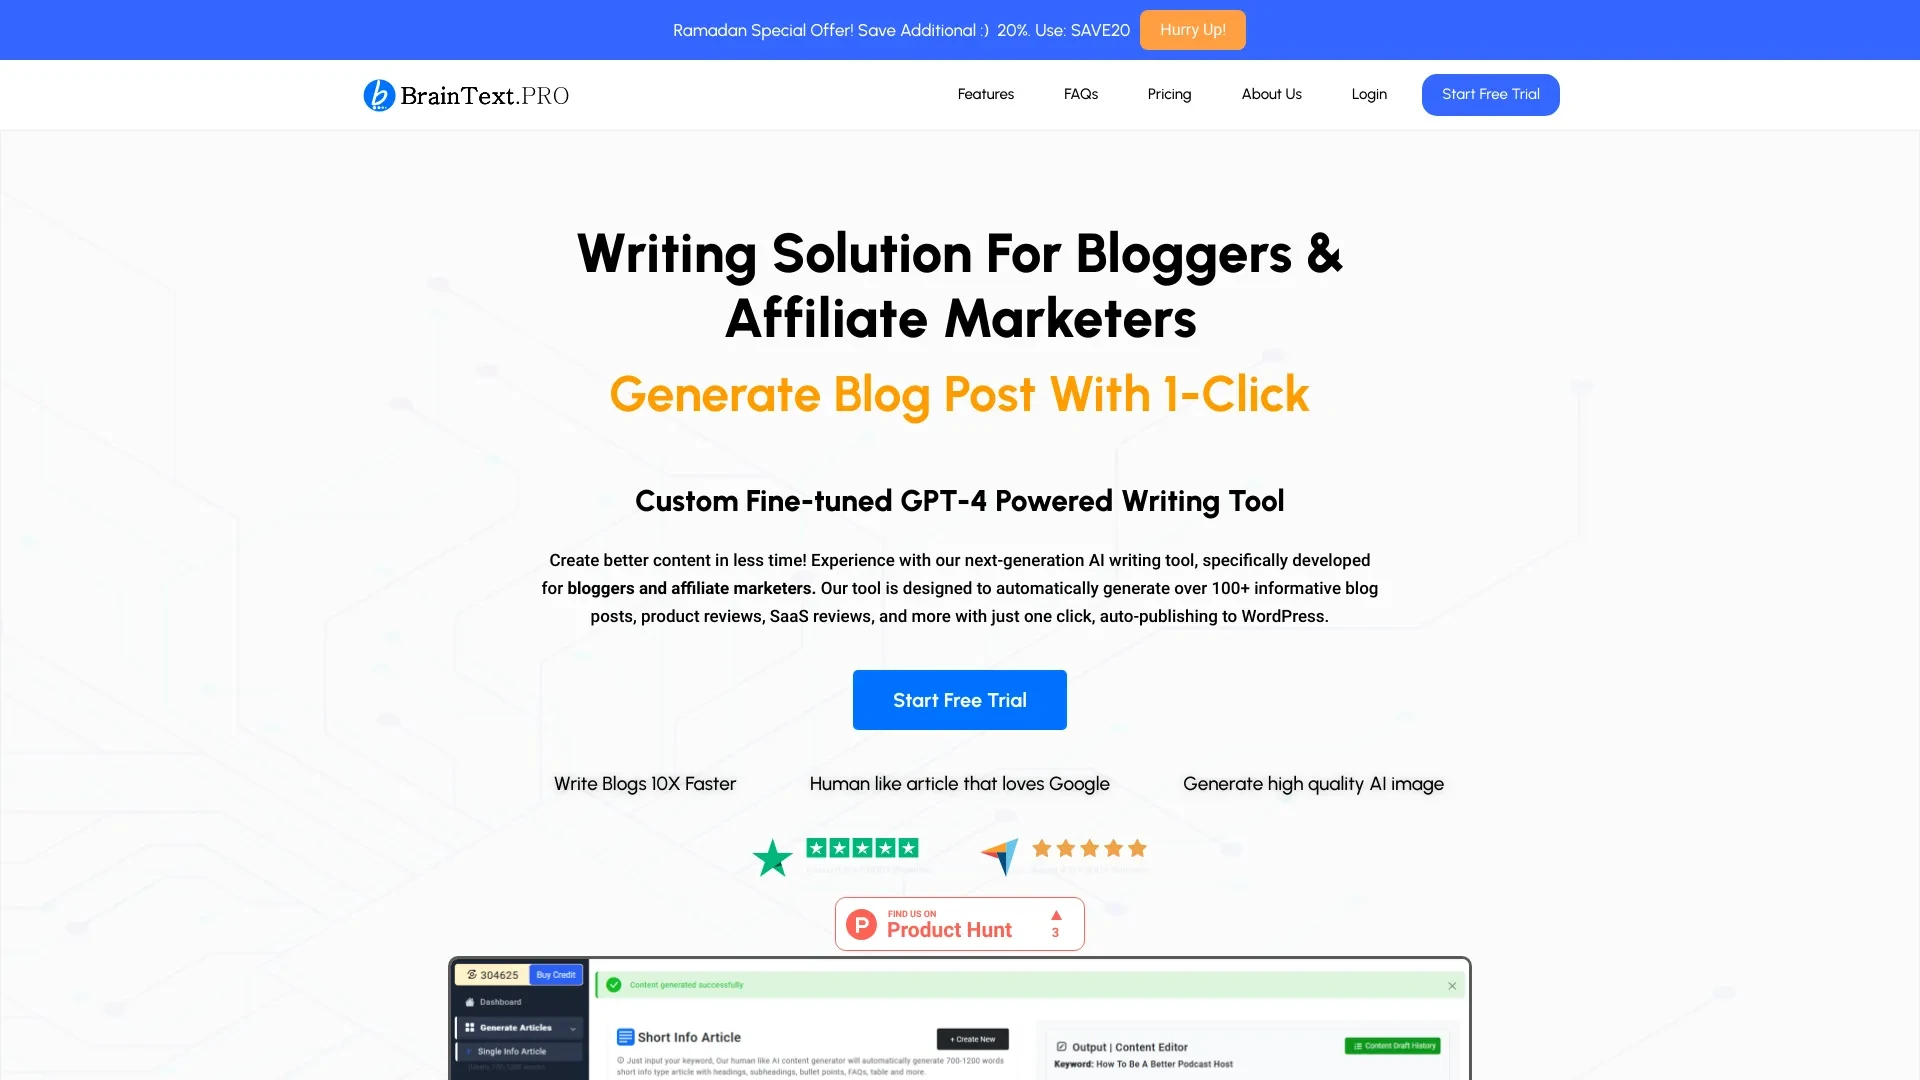 Ramadan Special Offer! Save Additional :) 20%. Use: SAVE20 Hurry Up!
BrainText.PRO Features FAQs Pricing About Us Login Start Free Trial
Writing Solution For Bloggers &
Affiliate Marketers
Generate Blog Post With 1-Click
Custom Fine-tuned GPT-4 Powered Writing Tool
Create better content in less time! Experience with our next-generation AI writing tool, specifically developed
for bloggers and affiliate marketers. Our tool is designed to automatically generate over 100+ informative blog
posts, product reviews, SaaS reviews, and more with just one click, auto-publishing to WordPress.
Start Free Trial
Write Blogs 10X Faster Human like article that loves Google Generate high quality AI image
FIND US ON
Product Hunt
3
304625 Buy Credit
Content generated successfully
Dashboard
Generate Articles
Single Info Article
Short Info Article
+ Create New
Just input your keyword, Our human like AI content generator will automatically generate 700-1200 words
short info type article with headings, subheadings, bullet points, FAQs, table and more.
Output | Content Editor
Content Draft History
Keyword: How To Be A Better Podcast Host